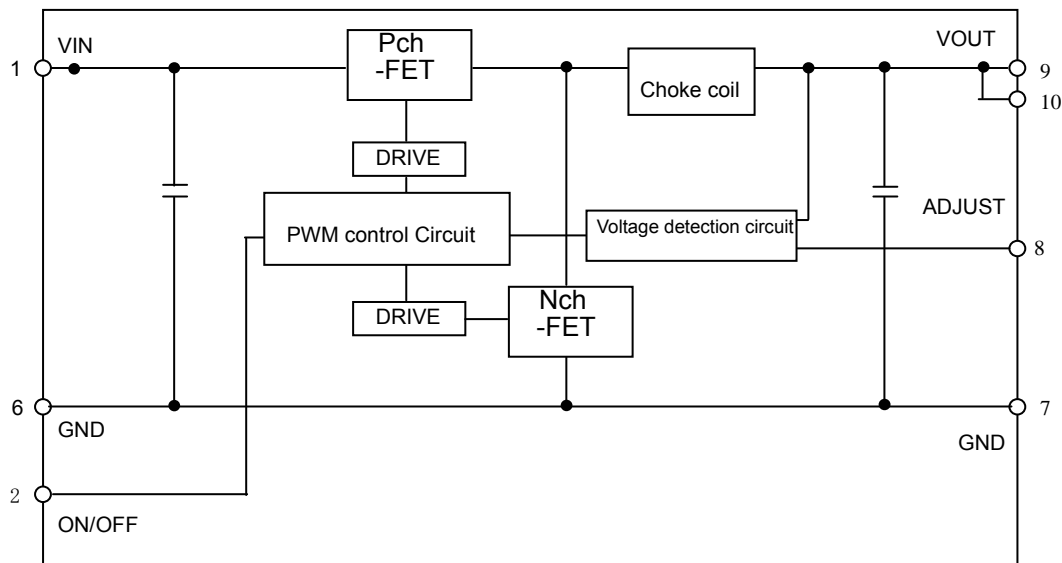 VIN
Pch
-FET
VOUT
1
9
Choke coil
10
DRIVE
ADJUST
PWM control Circuit
Voltage detection circuit
8
Nch
-FET
DRIVE
6
7
GND
GND
2
ON/OFF